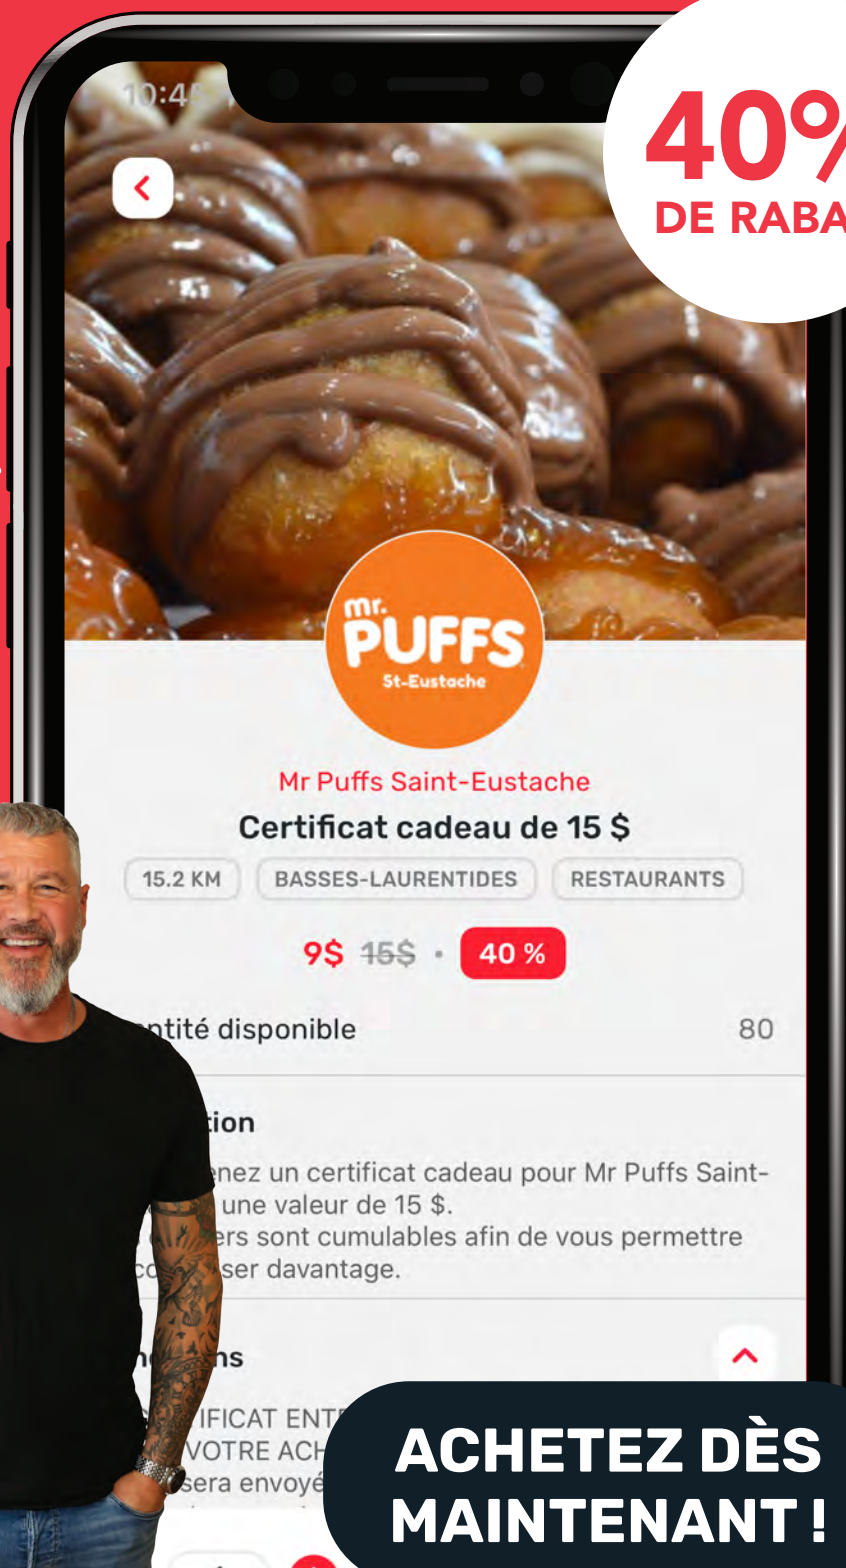 10:45
40%
DE RABA
mr.
PUFFS
St-Eustache
Mr Puffs Saint-Eustache
Certificat cadeau de 15 $
15.2 KM BASSES-LAURENTIDES RESTAURANTS
9$ 15$ • 40 %
ntité disponible 80
tion
enez un certificat cadeau pour Mr Puffs Saint-
une valeur de 15 $.
ers sont cumulables afin de vous permettre
ser davantage.
ns
IFICAT ENT
VOTRE ACH
sera envoyé
ACHETEZ DÈS
MAINTENANT !